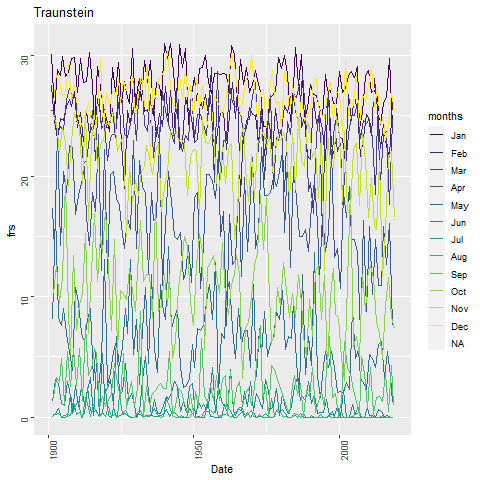 Traunstein
frs
30
20
10
0
1900
1950
2000
Date
months
Jan
Feb
Mar
Apr
May
Jun
Jul
Aug
Sep
Oct
Nov
Dec
NA